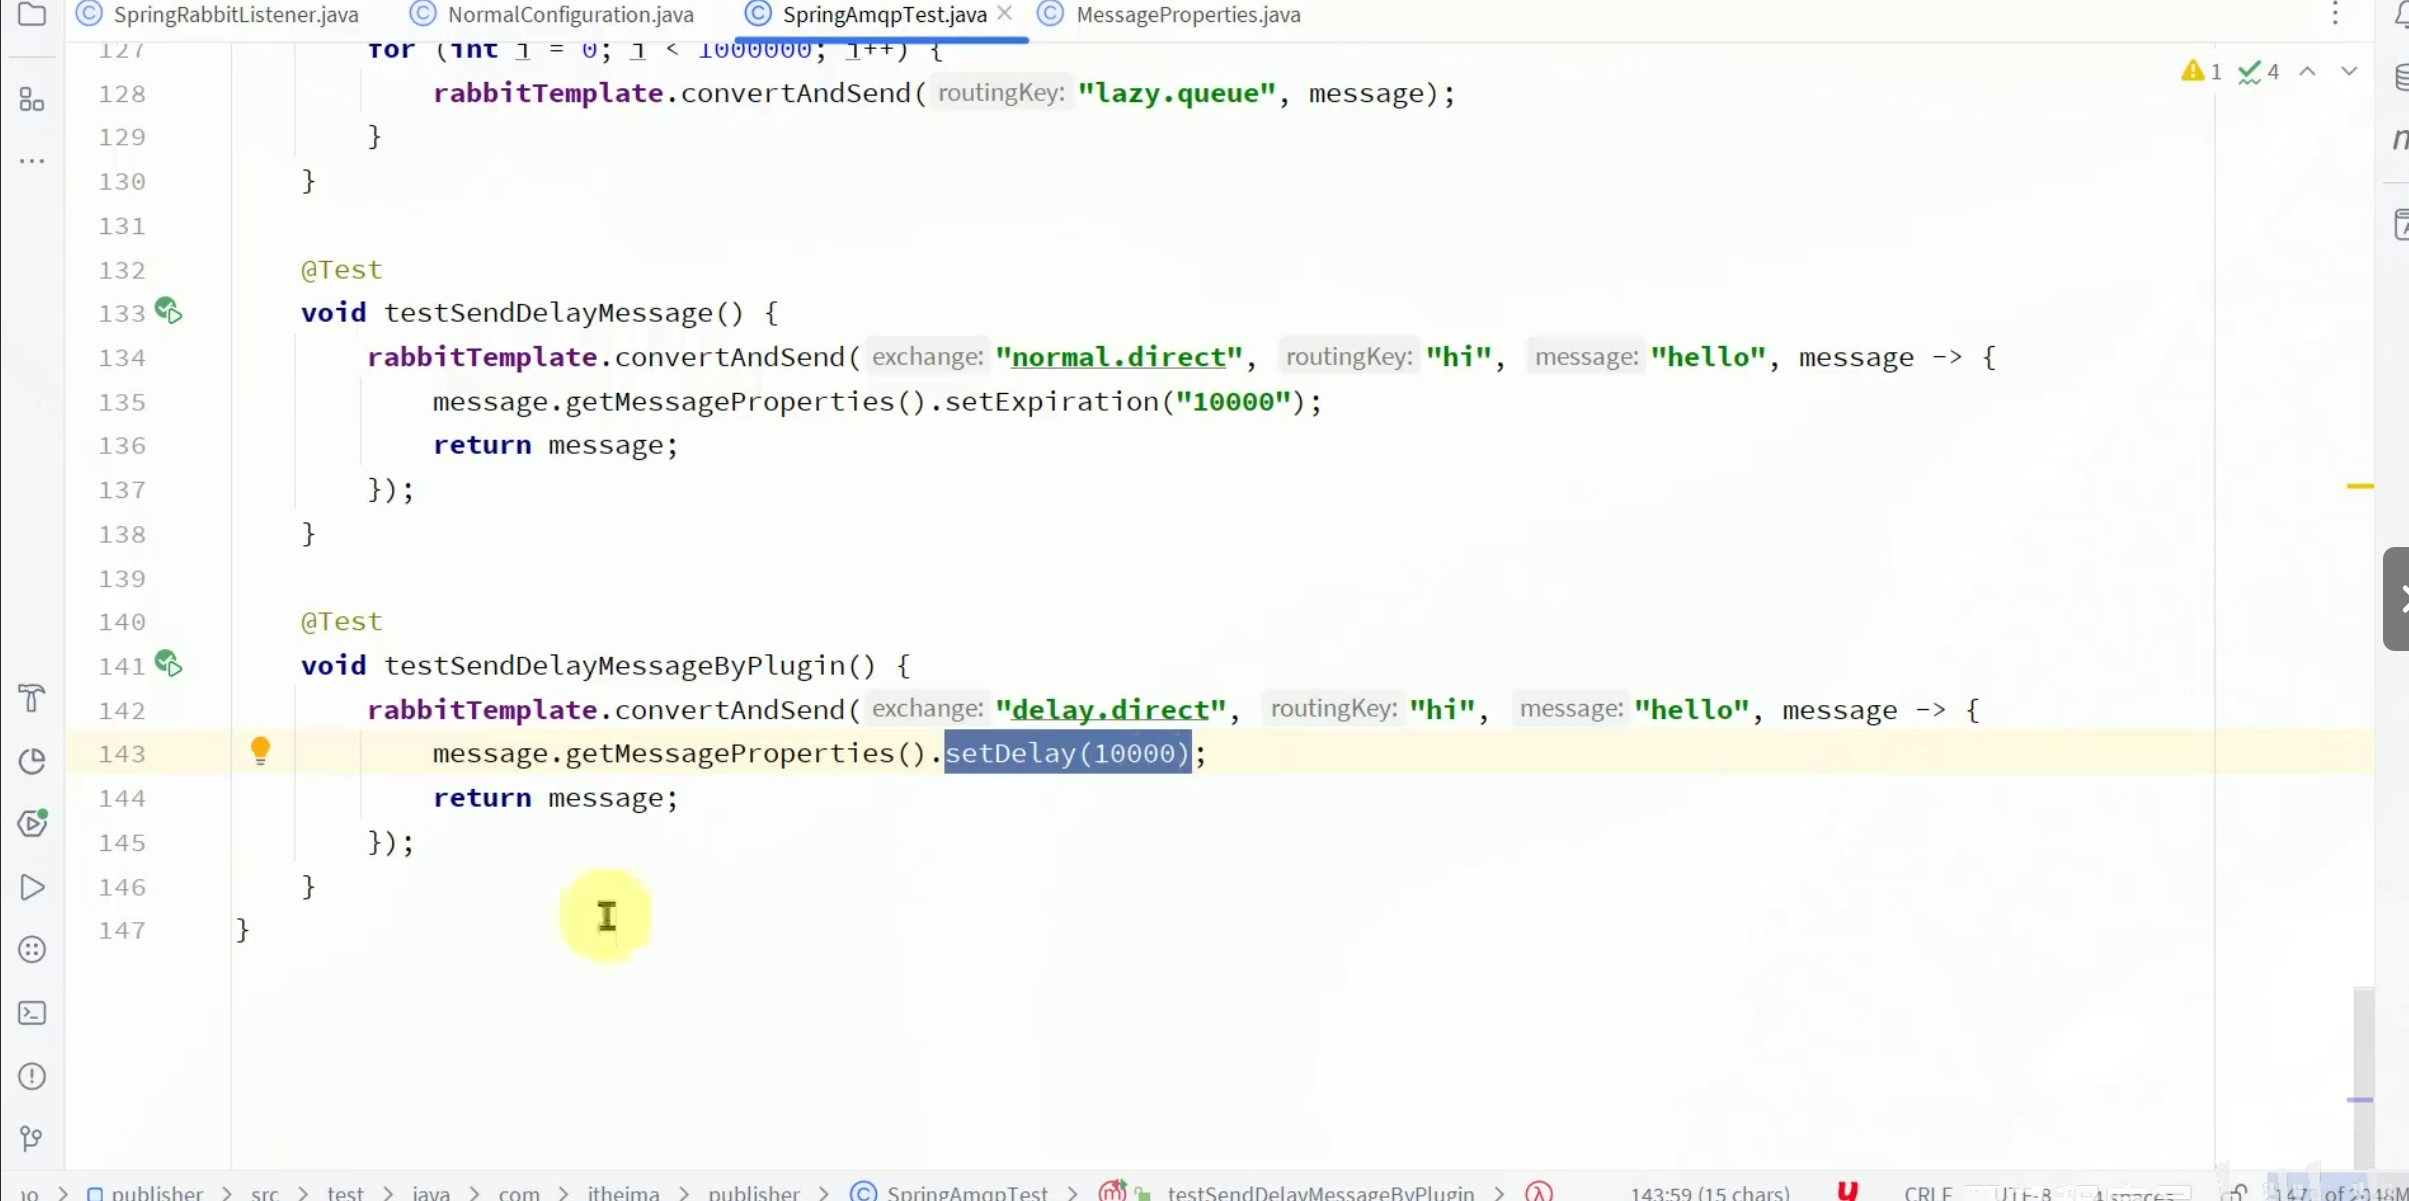 SpringRabbitListener.java NormalConfiguration.java SpringAmqpTest.java MessageProperties.java
127 for (int i = 0; i < 1000000; i++) {
1 4
128 rabbitTemplate.convertAndSend( routingKey: "lazy.queue", message);
129 }
130 }
131
132 @Test
133 void testSendDelayMessage() {
134 rabbitTemplate.convertAndSend( exchange: "normal.direct", routingKey: "hi", message: "hello", message -> {
135 message.getMessageProperties().setExpiration("10000");
136 return message;
137 });
138 }
139
140 @Test
141 void testSendDelayMessageByPlugin() {
142 rabbitTemplate.convertAndSend( exchange: "delay.direct", routingKey: "hi", message: "hello", message -> {
143 message.getMessageProperties().setDelay(10000);
144 return message;
145 });
146 }
147 }
publisher > src > test > java > com > itheima > publisher > SpringAmqpTest > testSendDelayMessageByPlugin > 143:59 (15 chars) CRLF UTF-8 4 spaces